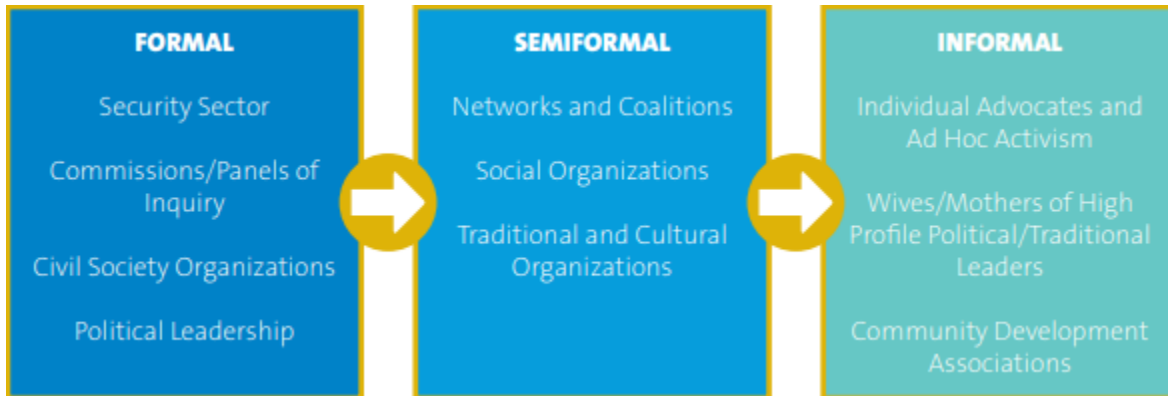 FORMAL
Security Sector
Commissions/Panels of
Inquiry
Civil Society Organizations
Political Leadership
SEMIFORMAL
Networks and Coalitions
Social Organizations
Traditional and Cultural
Organizations
INFORMAL
Individual Advocates and
Ad Hoc Activism
Wives/Mothers of High
Profile Political/Traditional
Leaders
Community Development
Associations